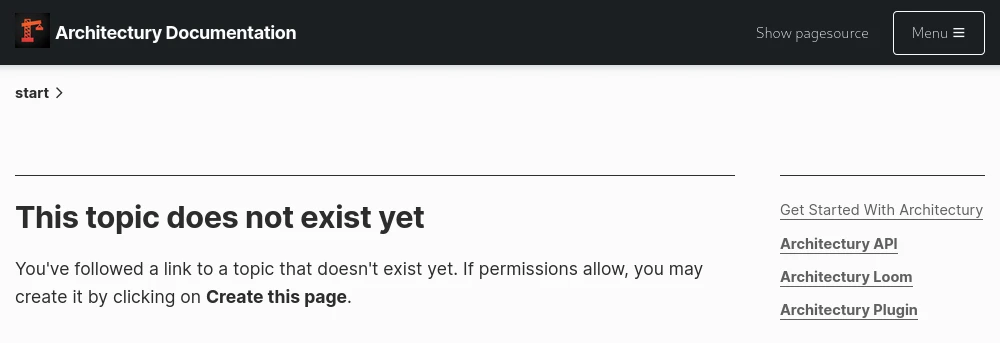 Architectury Documentation
Show pagesource
Menu
start
This topic does not exist yet
You've followed a link to a topic that doesn't exist yet. If permissions allow, you may
create it by clicking on Create this page.
Get Started With Architectury
Architectury API
Architectury Loom
Architectury Plugin